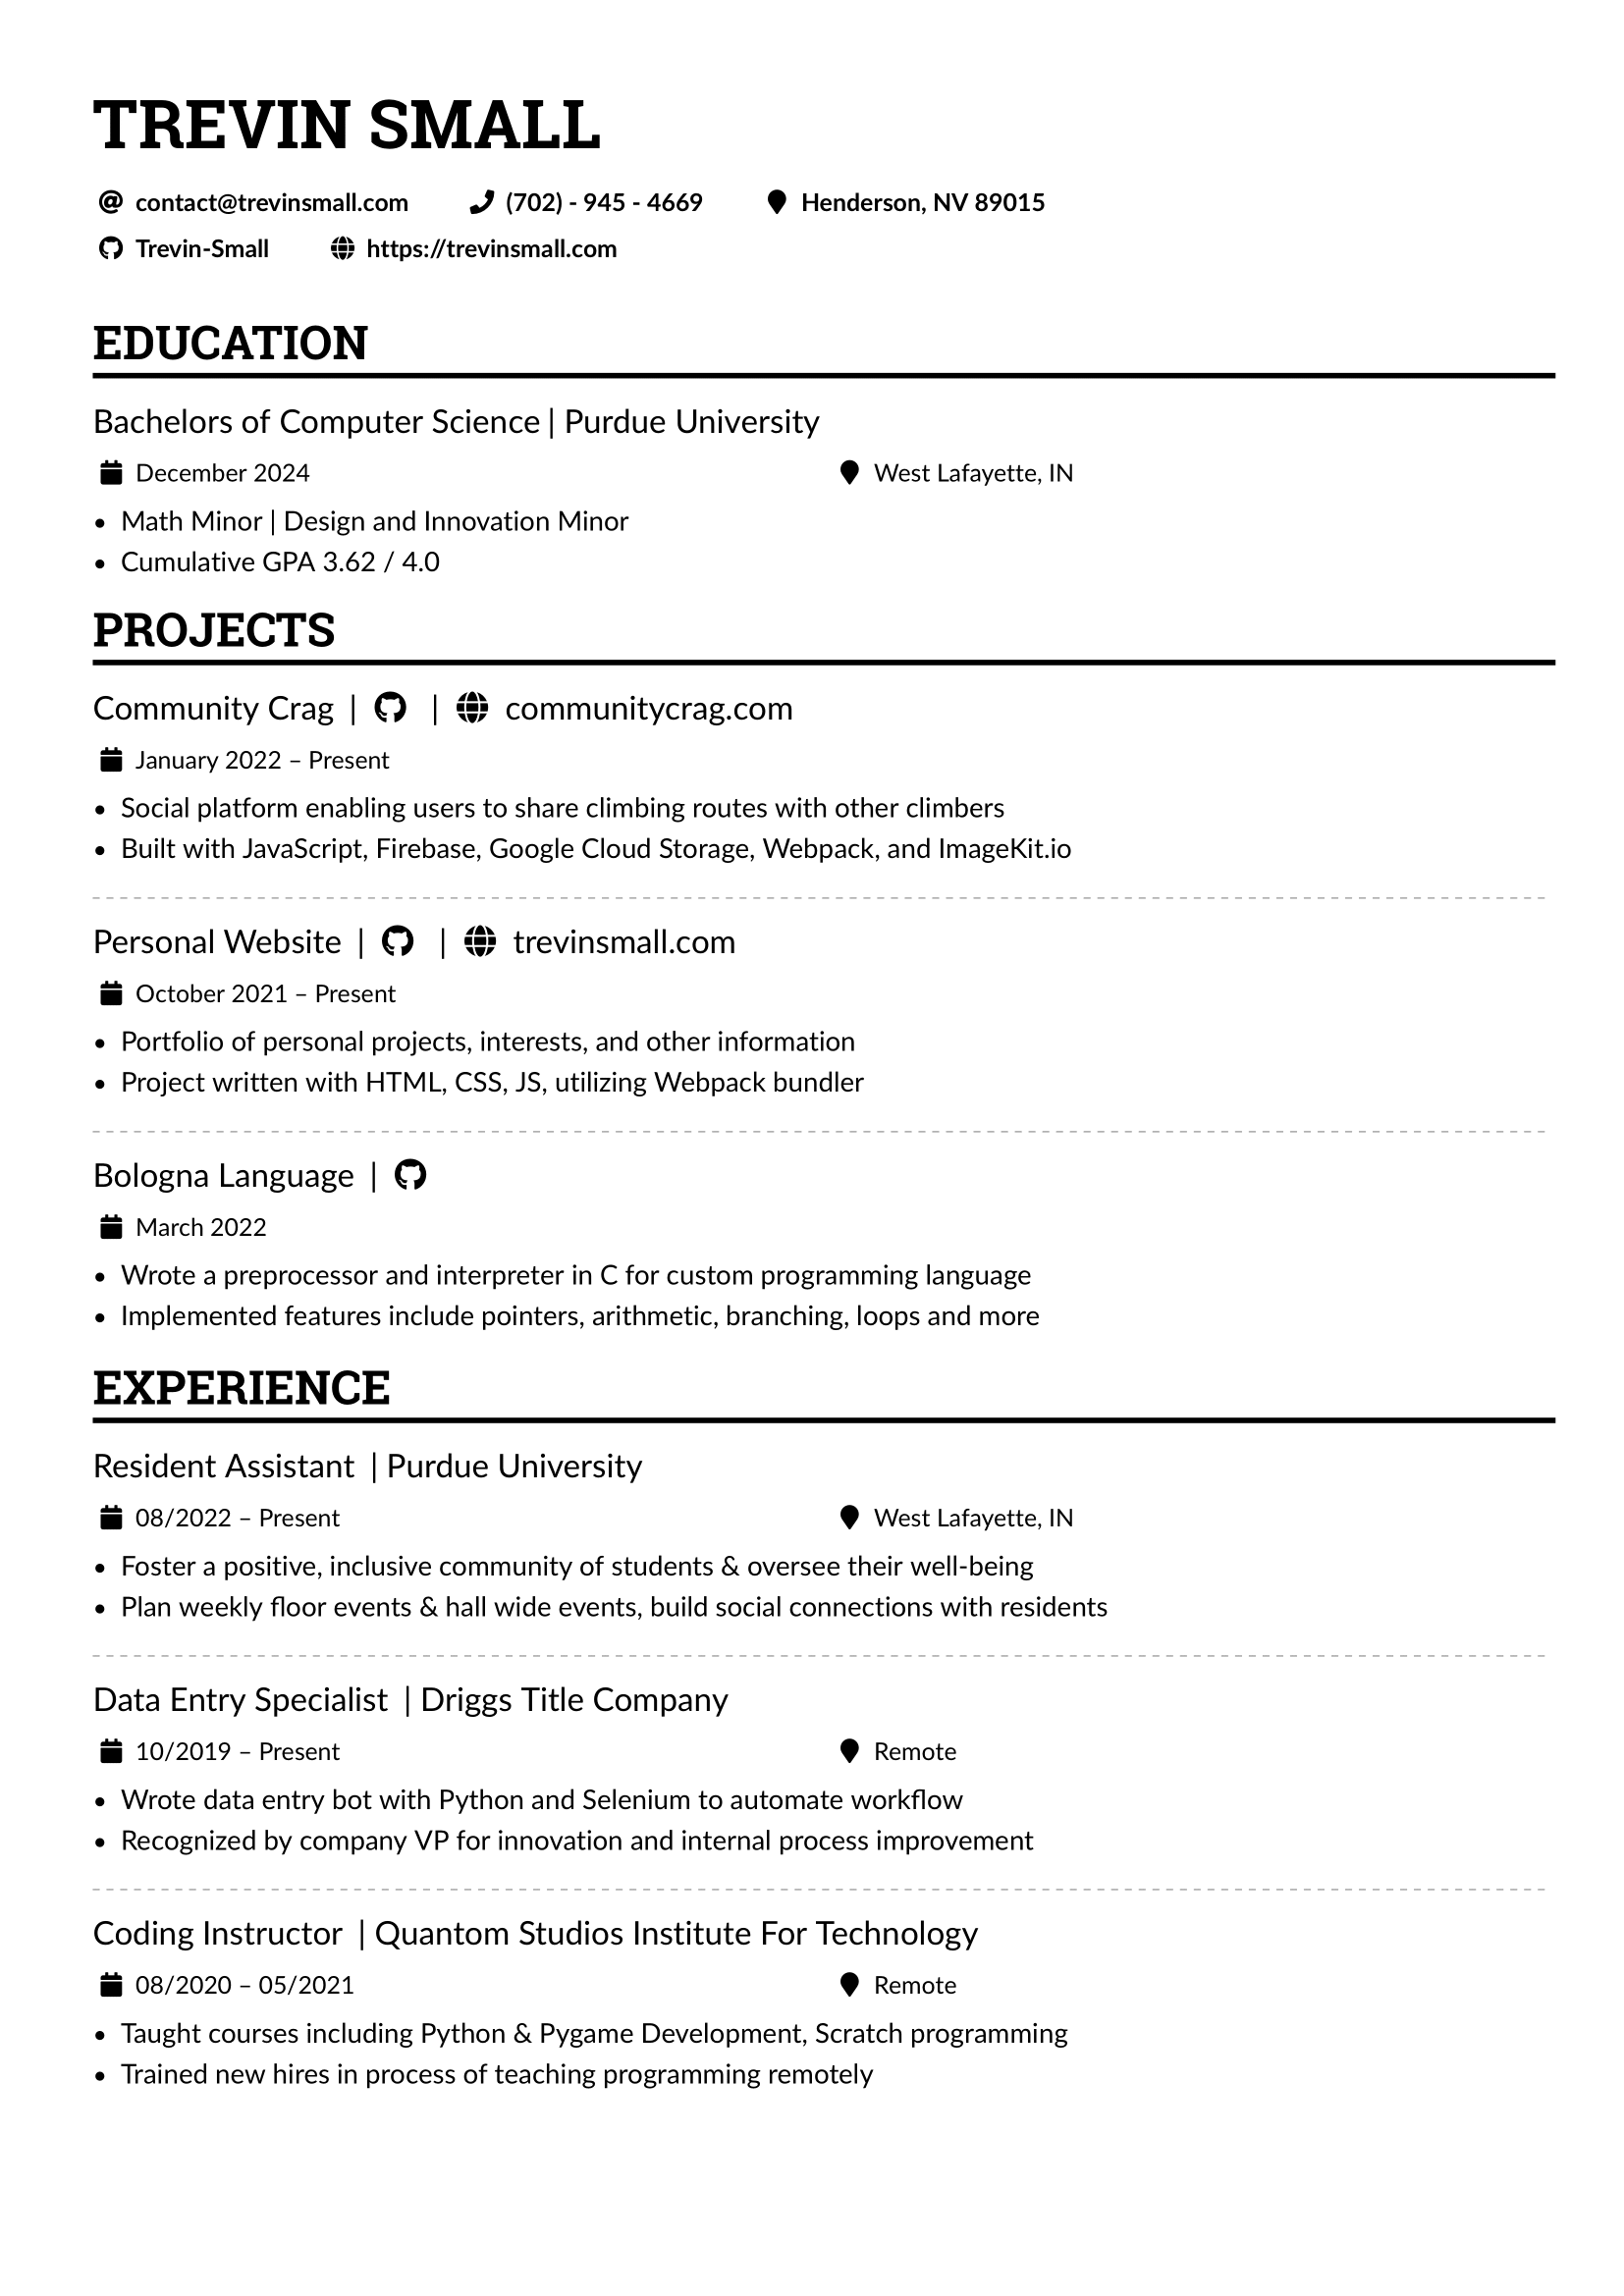 TREVIN SMALL
contact@trevinsmall.com (702) - 945 - 4669 Henderson, NV 89015
Trevin-Small https://trevinsmall.com
EDUCATION
Bachelors of Computer Science | Purdue University
December 2024 West Lafayette, IN
• Math Minor | Design and Innovation Minor
• Cumulative GPA 3.62 / 4.0
PROJECTS
Community Crag | | communitycrag.com
January 2022 – Present
• Social platform enabling users to share climbing routes with other climbers
• Built with JavaScript, Firebase, Google Cloud Storage, Webpack, and ImageKit.io
Personal Website | | trevinsmall.com
October 2021 – Present
• Portfolio of personal projects, interests, and other information
• Project written with HTML, CSS, JS, utilizing Webpack bundler
Bologna Language |
March 2022
• Wrote a preprocessor and interpreter in C for custom programming language
• Implemented features include pointers, arithmetic, branching, loops and more
EXPERIENCE
Resident Assistant | Purdue University
08/2022 – Present West Lafayette, IN
• Foster a positive, inclusive community of students & oversee their well-being
• Plan weekly floor events & hall wide events, build social connections with residents
Data Entry Specialist | Driggs Title Company
10/2019 – Present Remote
• Wrote data entry bot with Python and Selenium to automate workflow
• Recognized by company VP for innovation and internal process improvement
Coding Instructor | Quantom Studios Institute For Technology
08/2020 – 05/2021 Remote
• Taught courses including Python & Pygame Development, Scratch programming
• Trained new hires in process of teaching programming remotely